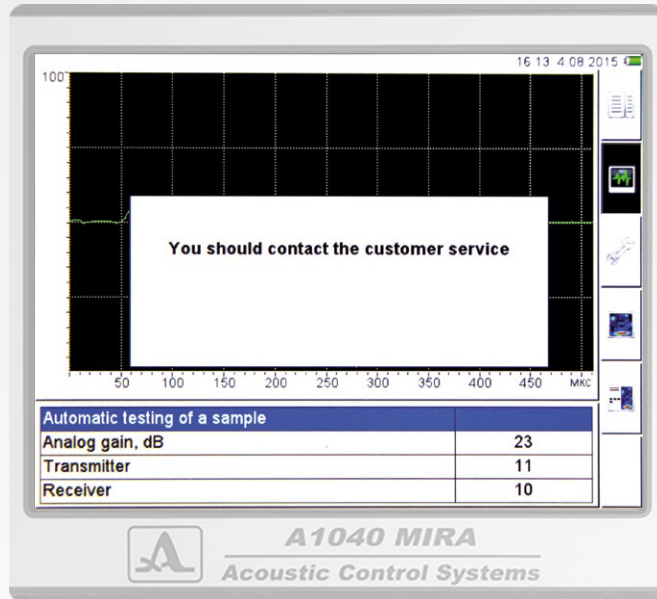 16 13 4 08 2015
100
You should contact the customer service
50 100 150 200 250 300 350 400 450 мкс
Automatic testing of a sample
Analog gain, dB 23
Transmitter 11
Receiver 10
A1040 MIRA
Acoustic Control Systems